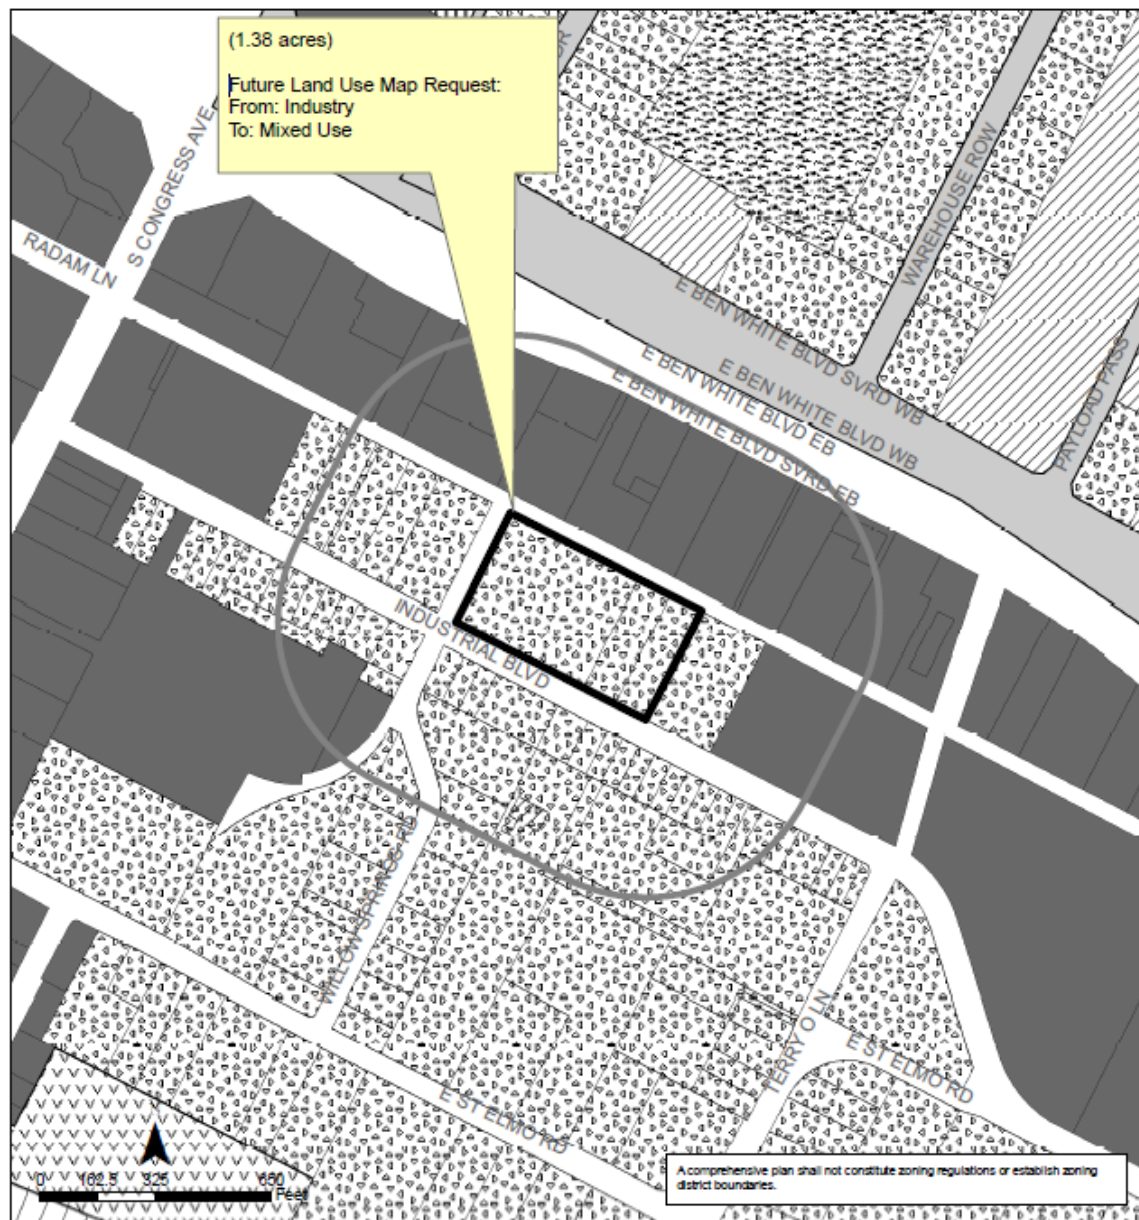 (1.38 acres)
Future Land Use Map Request:
From: Industry
To: Mixed Use
DR
S CONGRESS AVE
RADAM LN
WAREHOUSE ROW
E BEN WHITE BLVD SVRD WB
PAYLOAD PASS
E BEN WHITE BLVD EB
E BEN WHITE BLVD WB
E BEN WHITE BLVD SVRD EB
INDUSTRIAL BLVD
WILLOW SPRINGS RD
TERRY O LN
E ST ELMO RD
E ST ELMO RD
0 162.5 325 650
Feet
A comprehensive plan shall not constitute zoning regulations or establish zoning
district boundaries.